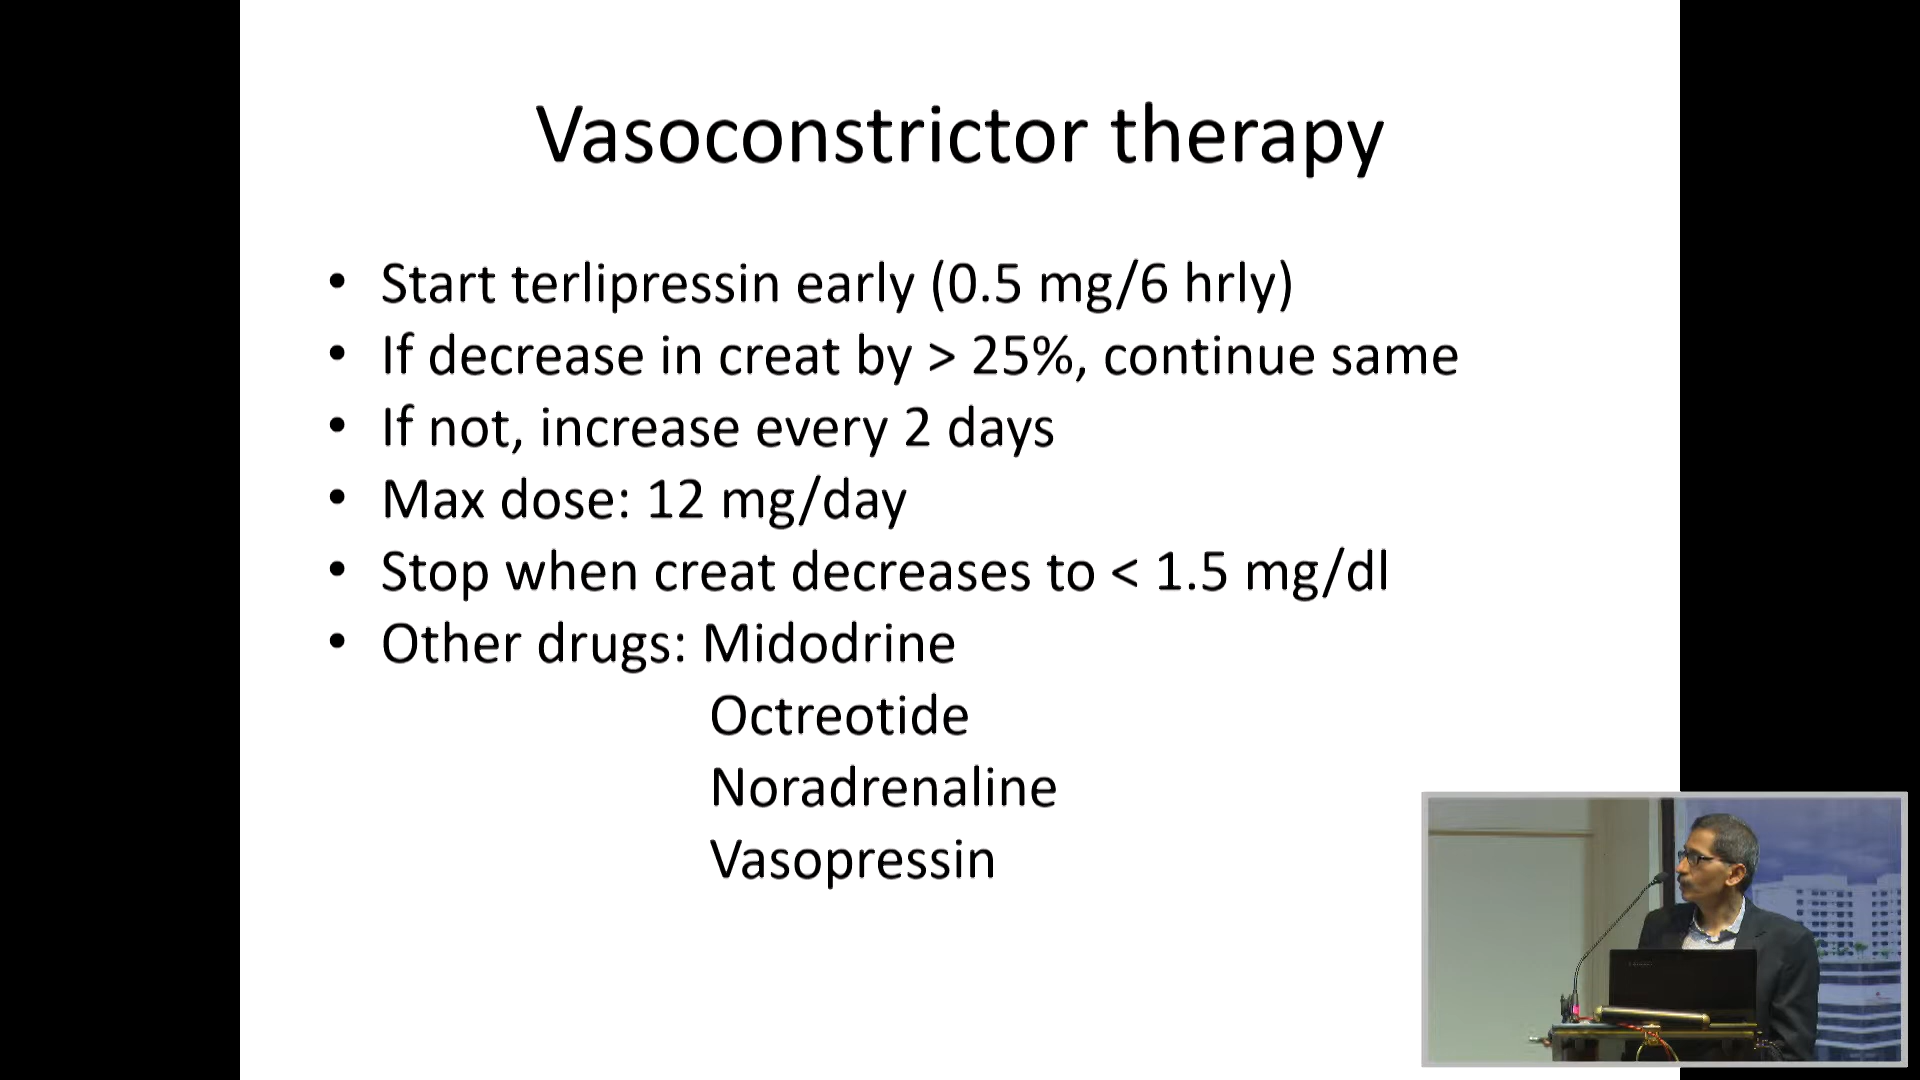 Vasoconstrictor therapy
• Start terlipressin early (0.5 mg/6 hrly)
• If decrease in creat by > 25%, continue same
• If not, increase every 2 days
• Max dose: 12 mg/day
• Stop when creat decreases to < 1.5 mg/dl
• Other drugs: Midodrine
Octreotide
Noradrenaline
Vasopressin